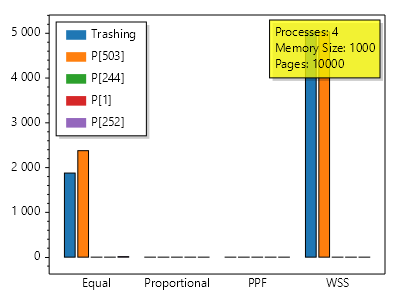 5 000
4 000
3 000
2 000
1 000
0
Trashing
P[503]
P[244]
P[1]
P[252]
Processes: 4
Memory Size: 1000
Pages: 10000
Equal Proportional PPF WSS